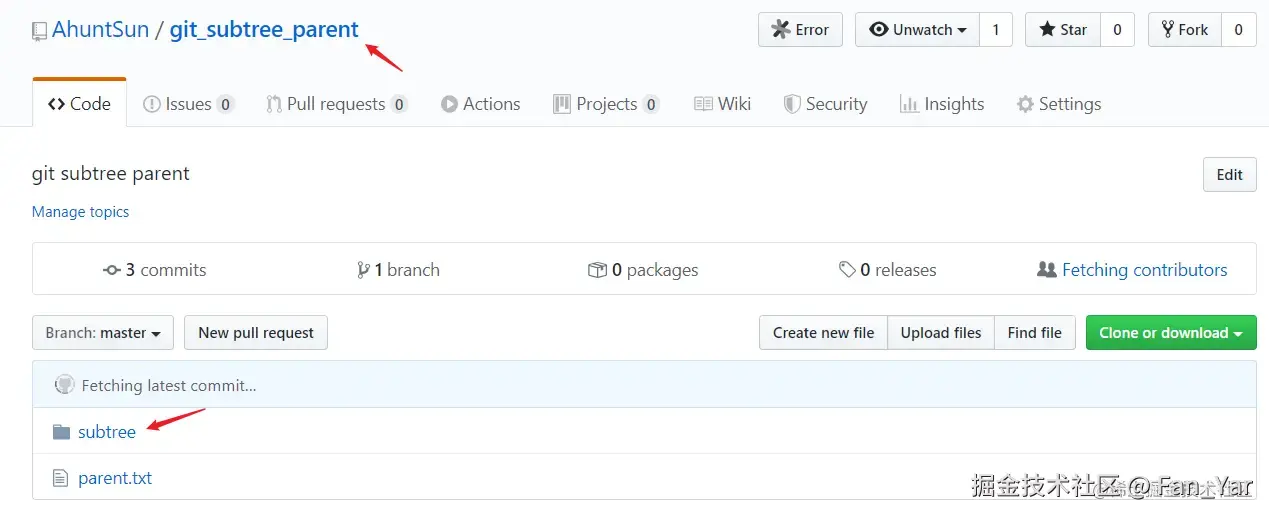 AhuntSun / git_subtree_parent
Error
Unwatch 1
Star 0
Fork 0
Code
Issues 0
Pull requests 0
Actions
Projects 0
Wiki
Security
Insights
Settings
git subtree parent
Edit
Manage topics
3 commits
1 branch
0 packages
0 releases
Fetching contributors
Branch: master
New pull request
Create new file
Upload files
Find file
Clone or download
Fetching latest commit...
subtree
parent.txt
掘金技术社区 @ Fan_Yar